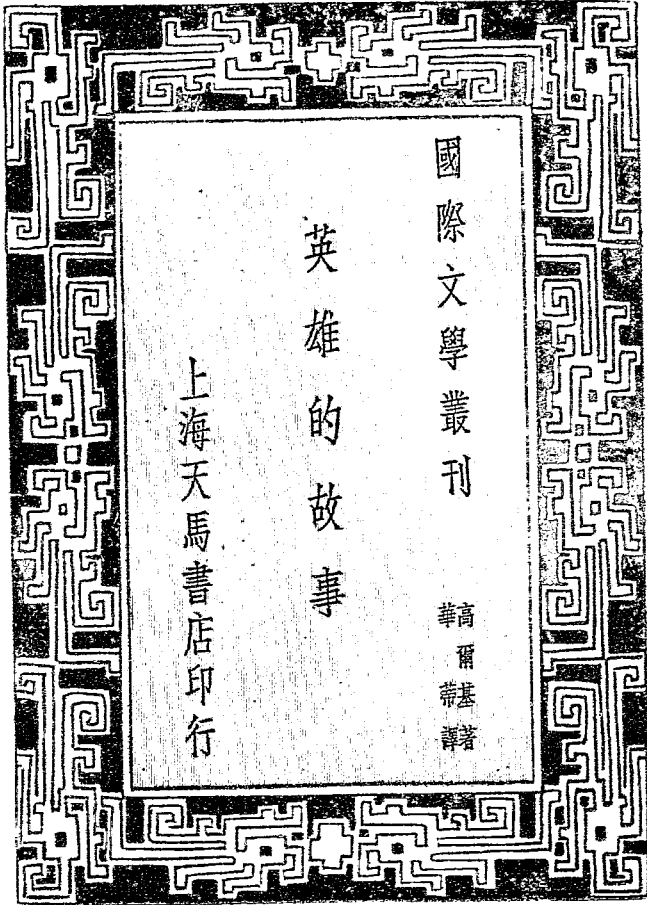 國際文學叢刊
高爾基著
華蒂譯
英雄的故事
上海天馬書店印行